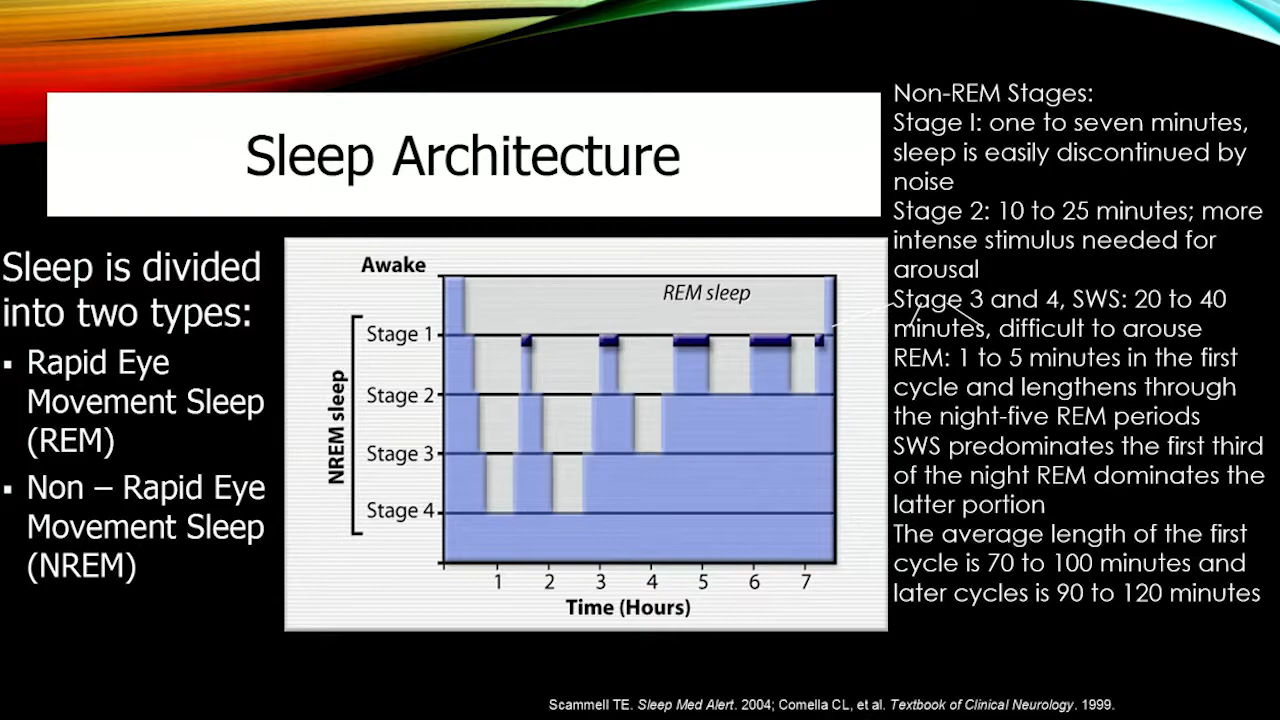 Sleep Architecture
Sleep is divided
into two types:
▪ Rapid Eye
Movement Sleep
(REM)
▪ Non – Rapid Eye
Movement Sleep
(NREM)
Awake
REM sleep
Stage 1
Stage 2
Stage 3
Stage 4
NREM sleep
1 2 3 4 5 6 7
Time (Hours)
Non-REM Stages:
Stage I: one to seven minutes,
sleep is easily discontinued by
noise
Stage 2: 10 to 25 minutes; more
intense stimulus needed for
arousal
Stage 3 and 4, SWS: 20 to 40
minutes, difficult to arouse
REM: 1 to 5 minutes in the first
cycle and lengthens through
the night-five REM periods
SWS predominates the first third
of the night REM dominates the
latter portion
The average length of the first
cycle is 70 to 100 minutes and
later cycles is 90 to 120 minutes
Scammell TE. Sleep Med Alert. 2004; Comella CL, et al. Textbook of Clinical Neurology. 1999.